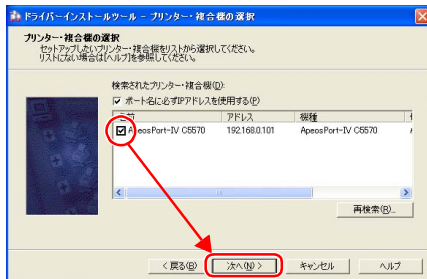 ドライバーインストールツール - プリンター・複合機の選択
プリンター・複合機の選択
セットアップしたいプリンター・複合機をリストから選択してください。
リストにない場合は[ヘルプ]を参照してください。
検索されたプリンター・複合機(D):
ポート名に必ずIPアドレスを使用する(P)
名前 アドレス 機種
ApeosPort-IV C5570 192.168.0.101 ApeosPort-IV C5570
再検索(R)...
< 戻る(B) 次へ(N) > キャンセル ヘルプ